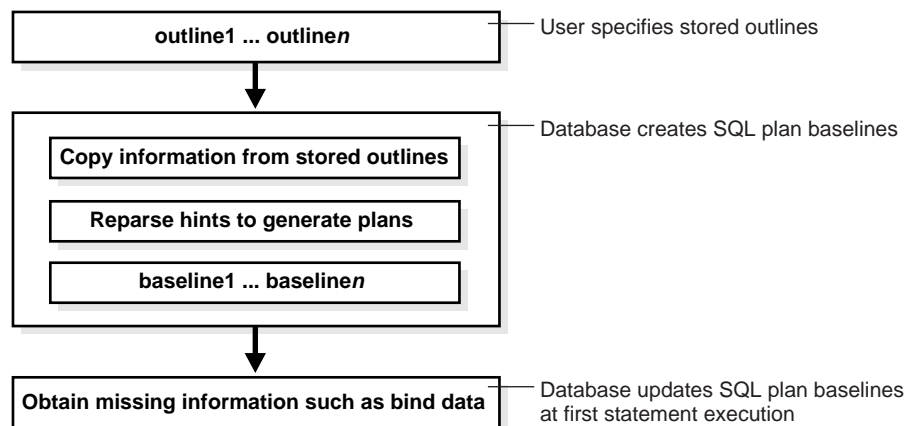 outline1 ... outlinen
User specifies stored outlines
Database creates SQL plan baselines
Copy information from stored outlines
Reparse hints to generate plans
baseline1 ... baselinen
Obtain missing information such as bind data
Database updates SQL plan baselines
at first statement execution